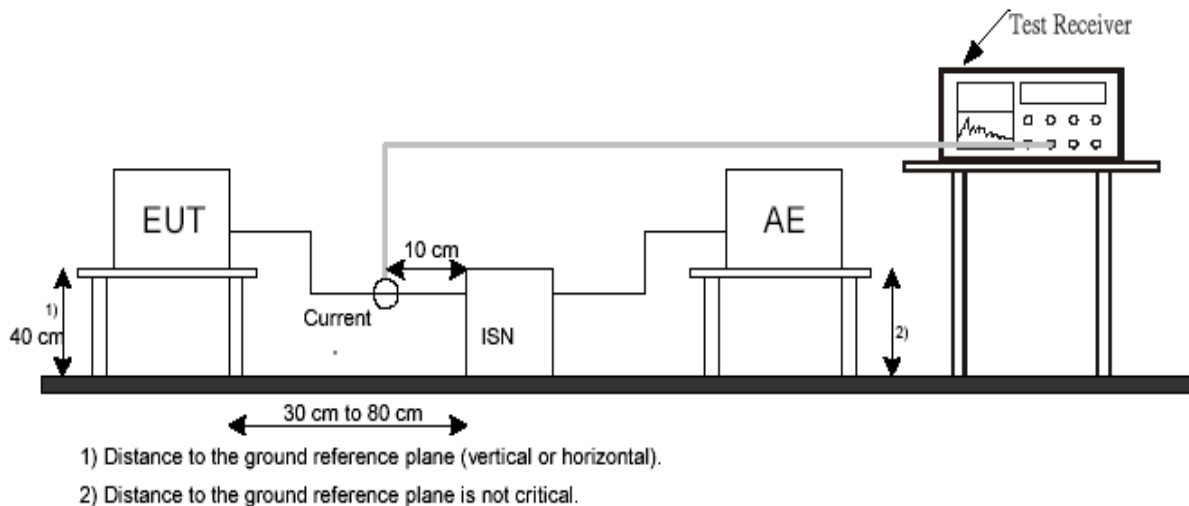 Test Receiver
EUT
AE
10 cm
1)
40 cm
Current
ISN
2)
30 cm to 80 cm
1) Distance to the ground reference plane (vertical or horizontal).
2) Distance to the ground reference plane is not critical.